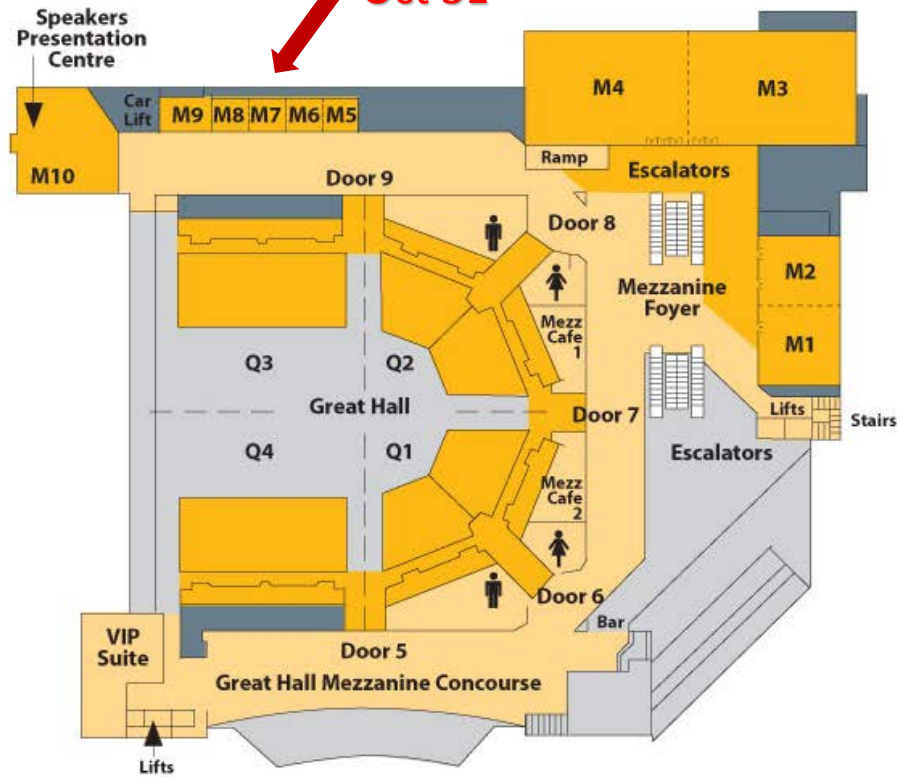 Oct 31
Speakers
Presentation
Centre
Car
Lift
M9
M8
M7
M6
M5
M4
M3
M10
Ramp
Escalators
Door 9
Door 8
M2
Mezzanine
Foyer
M1
Mezz
Cafe
1
Q3
Q2
Great Hall
Door 7
Lifts
Stairs
Q4
Q1
Escalators
Mezz
Cafe
2
Door 6
Bar
VIP
Suite
Door 5
Great Hall Mezzanine Concourse
Lifts